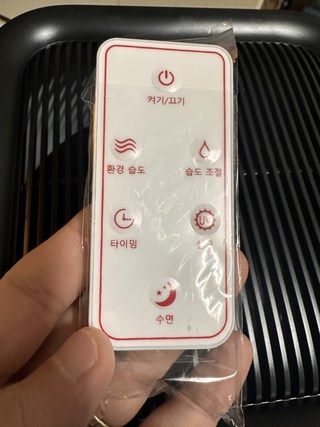 켜기/끄기
환경 습도
습도 조절
타이밍
수면